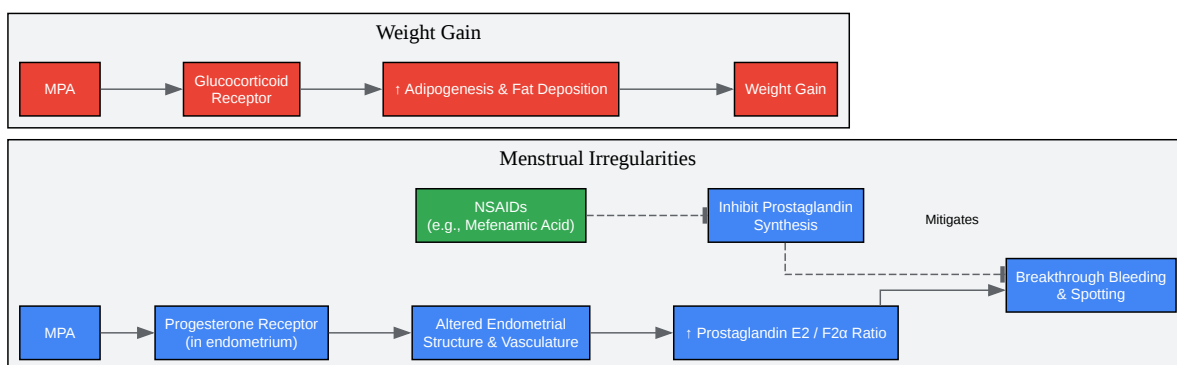 Weight Gain
MPA
Glucocorticoid
Receptor
↑ Adipogenesis & Fat Deposition
Weight Gain
Menstrual Irregularities
NSAIDs
(e.g., Mefenamic Acid)
Inhibit Prostaglandin
Synthesis
Mitigates
Breakthrough Bleeding
& Spotting
MPA
Progesterone Receptor
(in endometrium)
Altered Endometrial
Structure & Vasculature
↑ Prostaglandin E2 / F2α Ratio